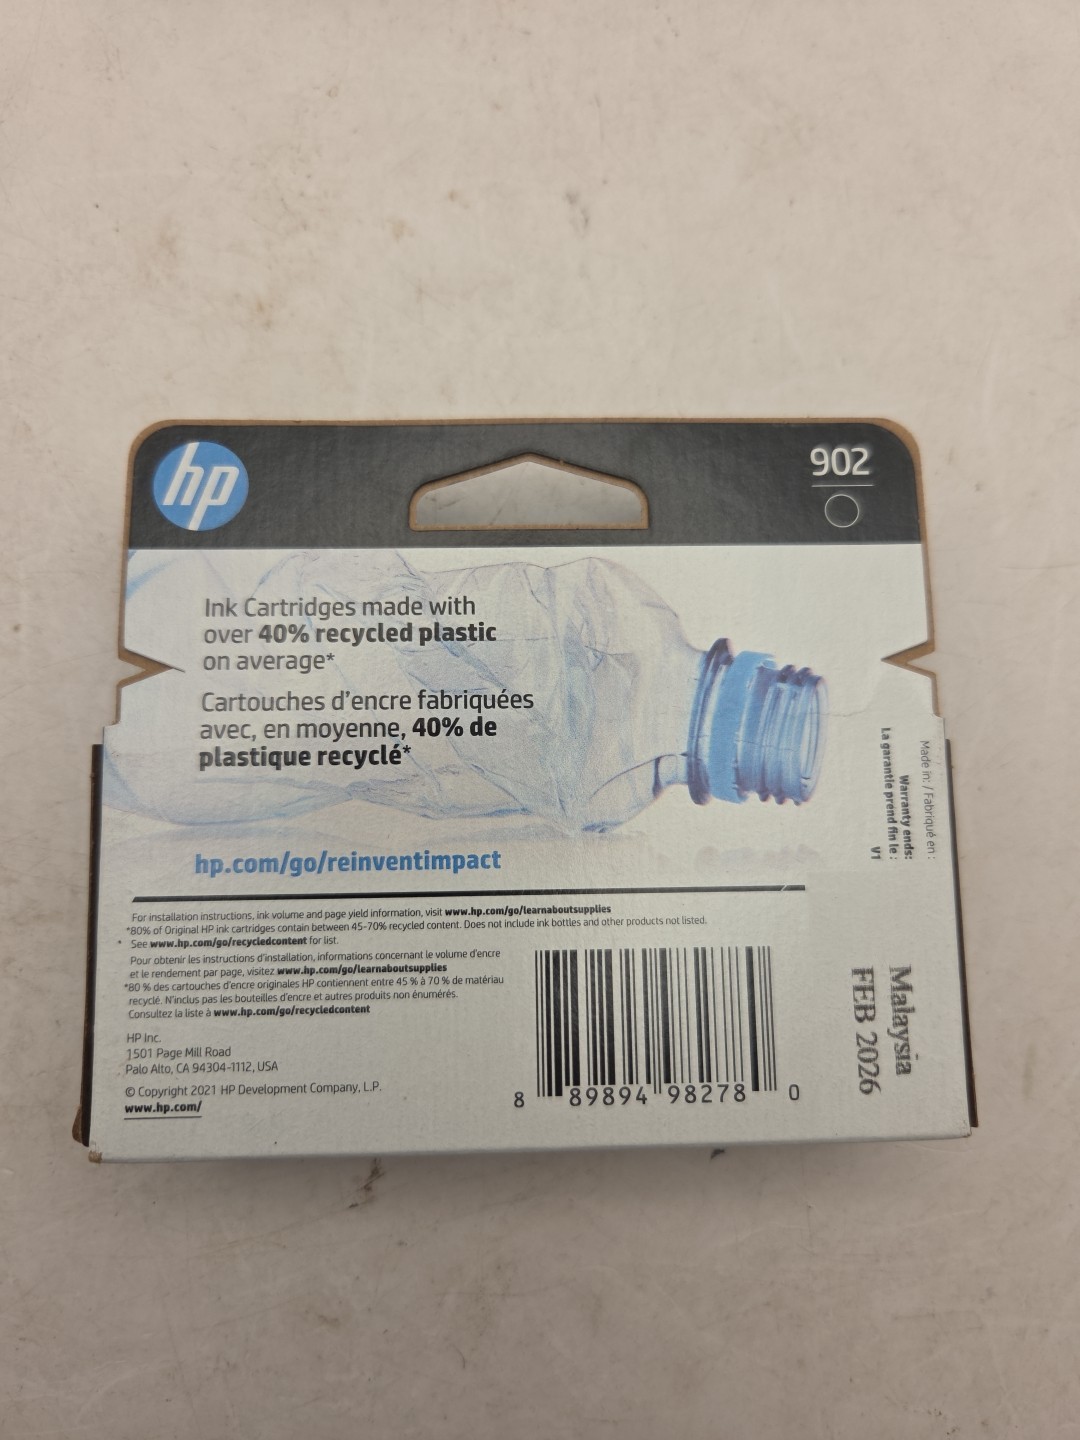 hp
902
Ink Cartridges made with
over 40% recycled plastic
on average*
Cartouches d'encre fabriquées
avec, en moyenne, 40% de
plastique recyclé*
hp.com/go/reinventimpact
For installation instructions, ink volume and page yield information, visit www.hp.com/go/learnaboutsupplies
*80% of Original HP ink cartridges contain between 45-70% recycled content. Does not include ink bottles and other products not listed.
* See www.hp.com/go/recycledcontent for list.
Pour obtenir les instructions d'installation, informations concernant le volume d'encre
et le rendement par page, visitez www.hp.com/go/learnaboutsupplies
*80 % des cartouches d'encre originales HP contiennent entre 45 % à 70 % de matériau
recyclé. N'inclus pas les bouteilles d'encre et autres produits non énumérés.
Consultez la liste à www.hp.com/go/recycledcontent
HP Inc.
1501 Page Mill Road
Palo Alto, CA 94304-1112, USA
© Copyright 2021 HP Development Company, L.P.
www.hp.com/
8 89894 98278 0
Made in: / Fabriqué en :
Warranty ends:
La garantie prend fin le :
V1
Malaysia
FEB 2026